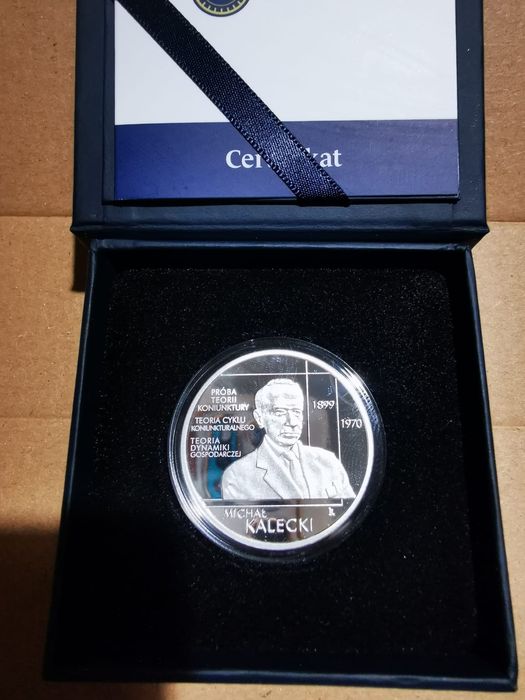 Certyfikat
PRÓBA
TEORII
KONIUNKTURY
TEORIA CYKLU
KONIUNKTURALNEGO
TEORIA
DYNAMIKI
GOSPODARCZEJ
1899
1970
MICHAŁ
KALECKI